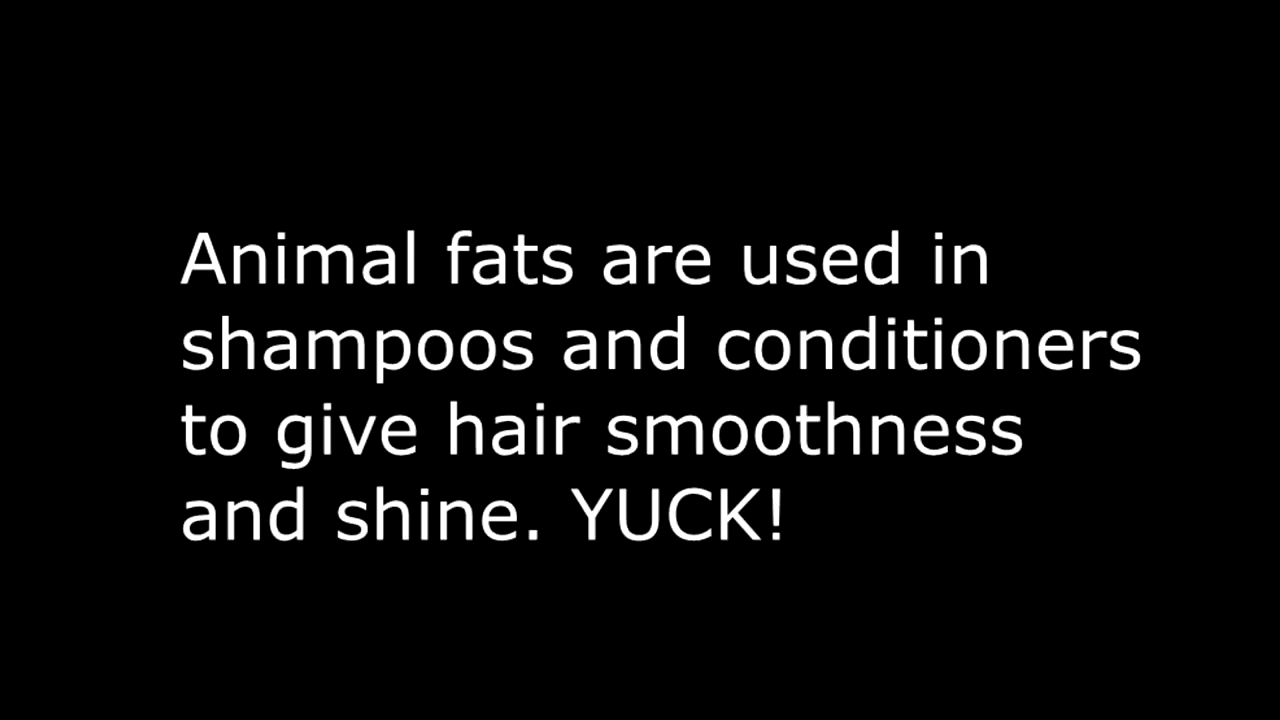 Animal fats are used in
shampoos and conditioners
to give hair smoothness
and shine. YUCK!